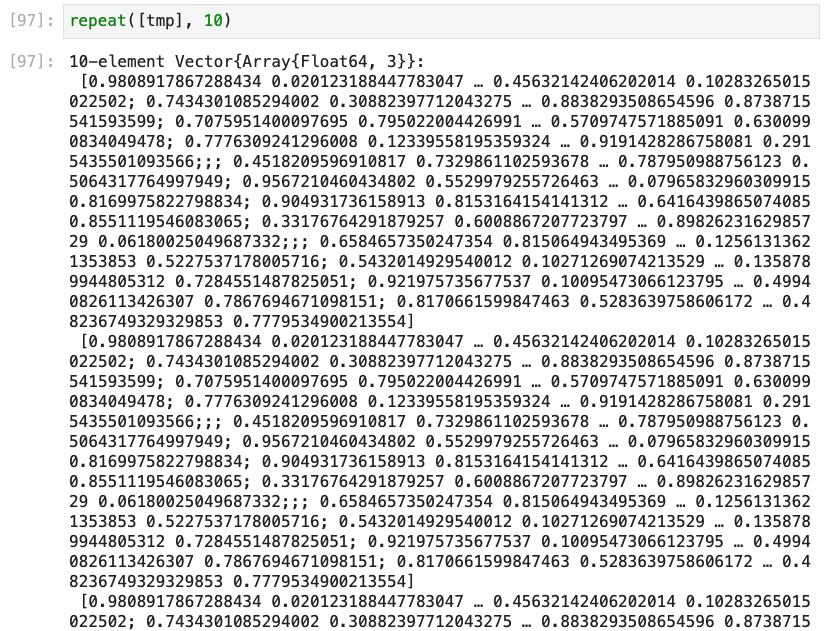 [97]: repeat([tmp], 10)
[97]: 10-element Vector{Array{Float64, 3}}:
[0.9808917867288434 0.020123188447783047 … 0.45632142406202014 0.10283265015
022502; 0.7434301085294002 0.30882397712043275 … 0.8838293508654596 0.8738715
541593599; 0.7075951400097695 0.795022004426991 … 0.5709747571885091 0.630099
0834049478; 0.7776309241296008 0.12339558195359324 … 0.9191428286758081 0.291
5435501093566;;; 0.4518209596910817 0.7329861102593678 … 0.787950988756123 0.
5064317764997949; 0.9567210460434802 0.5529979255726463 … 0.07965832960309915
0.8169975822798834; 0.904931736158913 0.8153164154141312 … 0.6416439865074085
0.8551119546083065; 0.33176764291879257 0.6008867207723797 … 0.89826231629857
29 0.06180025049687332;;; 0.6584657350247354 0.815064943495369 … 0.1256131362
1353853 0.5227537178005716; 0.5432014929540012 0.10271269074213529 … 0.135878
9944805312 0.7284551487825051; 0.921975735677537 0.10095473066123795 … 0.4994
0826113426307 0.7867694671098151; 0.8170661599847463 0.5283639758606172 … 0.4
8236749329329853 0.7779534900213554]
[0.9808917867288434 0.020123188447783047 … 0.45632142406202014 0.10283265015
022502; 0.7434301085294002 0.30882397712043275 … 0.8838293508654596 0.8738715
541593599; 0.7075951400097695 0.795022004426991 … 0.5709747571885091 0.630099
0834049478; 0.7776309241296008 0.12339558195359324 … 0.9191428286758081 0.291
5435501093566;;; 0.4518209596910817 0.7329861102593678 … 0.787950988756123 0.
5064317764997949; 0.9567210460434802 0.5529979255726463 … 0.07965832960309915
0.8169975822798834; 0.904931736158913 0.8153164154141312 … 0.6416439865074085
0.8551119546083065; 0.33176764291879257 0.6008867207723797 … 0.89826231629857
29 0.06180025049687332;;; 0.6584657350247354 0.815064943495369 … 0.1256131362
1353853 0.5227537178005716; 0.5432014929540012 0.10271269074213529 … 0.135878
9944805312 0.7284551487825051; 0.921975735677537 0.10095473066123795 … 0.4994
0826113426307 0.7867694671098151; 0.8170661599847463 0.5283639758606172 … 0.4
8236749329329853 0.7779534900213554]
[0.9808917867288434 0.020123188447783047 … 0.45632142406202014 0.10283265015
022502; 0.7434301085294002 0.30882397712043275 … 0.8838293508654596 0.8738715